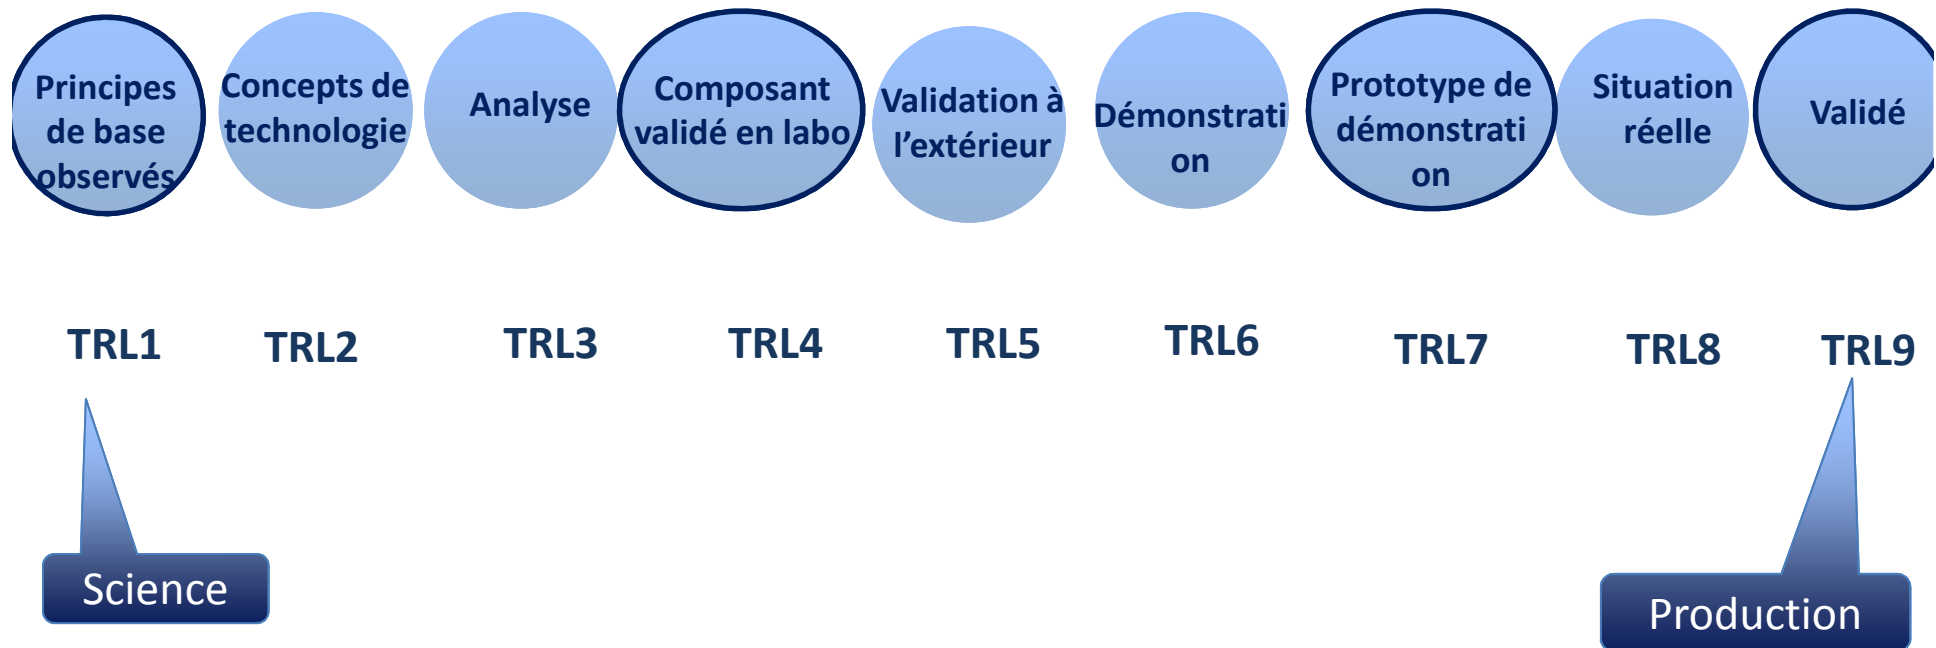 Principes
de base
observés
Concepts de
technologie
Analyse
Composant
validé en labo
Validation à
l’extérieur
Démonstrati
on
Prototype de
démonstrati
on
Situation
réelle
Validé
TRL1
TRL2
TRL3
TRL4
TRL5
TRL6
TRL7
TRL8
TRL9
Science
Production